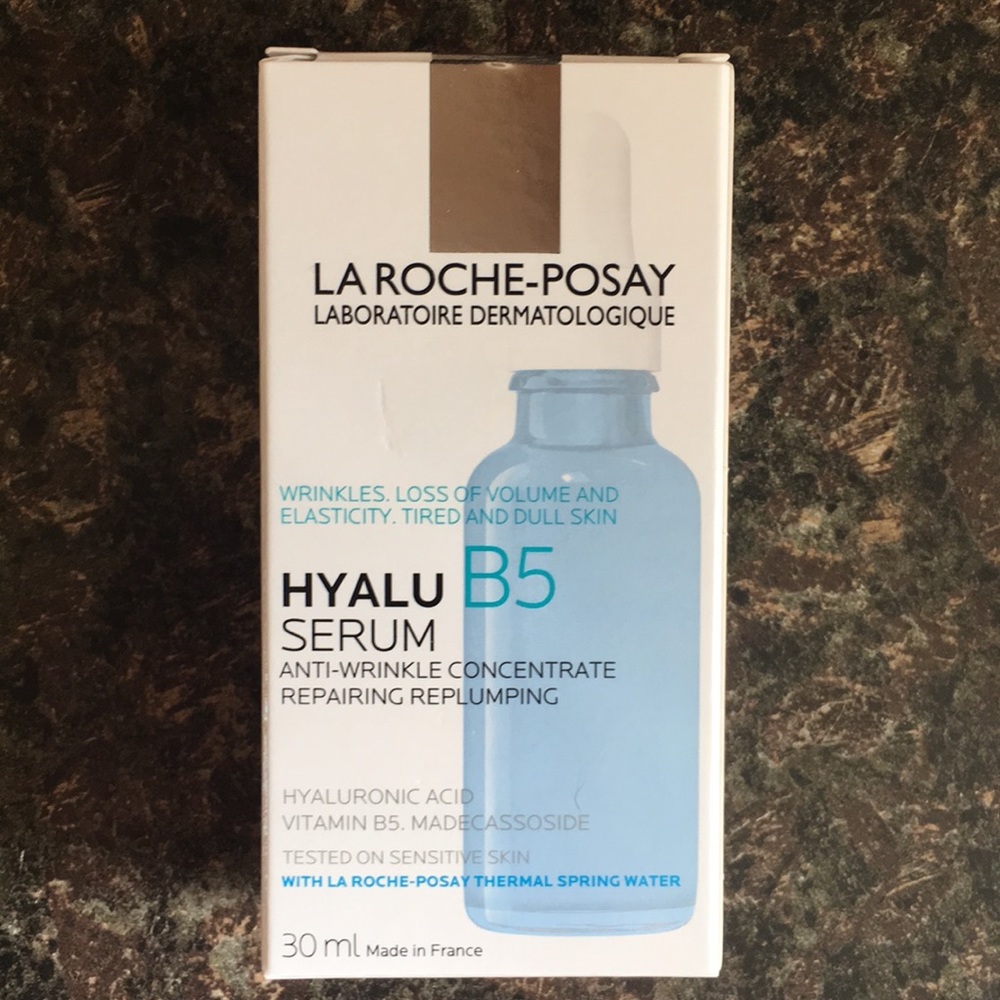 LA ROCHE-POSAY
LABORATOIRE DERMATOLOGIQUE
WRINKLES. LOSS OF VOLUME AND
ELASTICITY. TIRED AND DULL SKIN
HYALU B5
SERUM
ANTI-WRINKLE CONCENTRATE
REPAIRING REPLUMPING
HYALURONIC ACID
VITAMIN B5. MADECASSOSIDE
TESTED ON SENSITIVE SKIN
WITH LA ROCHE-POSAY THERMAL SPRING WATER
30 ml Made in France